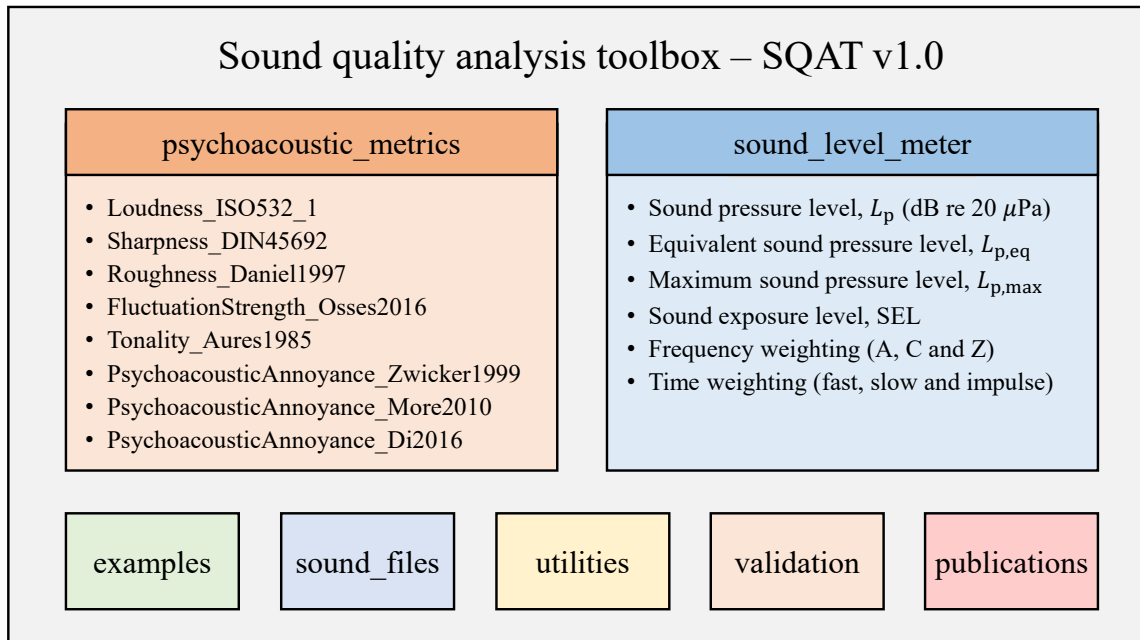 Sound quality analysis toolbox – SQAT v1.0
psychoacoustic_metrics
• Loudness_ISO532_1
• Sharpness_DIN45692
• Roughness_Daniel1997
• FluctuationStrength_Osses2016
• Tonality_Aures1985
• PsychoacousticAnnoyance_Zwicker1999
• PsychoacousticAnnoyance_More2010
• PsychoacousticAnnoyance_Di2016
sound_level_meter
• Sound pressure level, Lp (dB re 20 μPa)
• Equivalent sound pressure level, Lp,eq
• Maximum sound pressure level, Lp,max
• Sound exposure level, SEL
• Frequency weighting (A, C and Z)
• Time weighting (fast, slow and impulse)
examples
sound_files
utilities
validation
publications